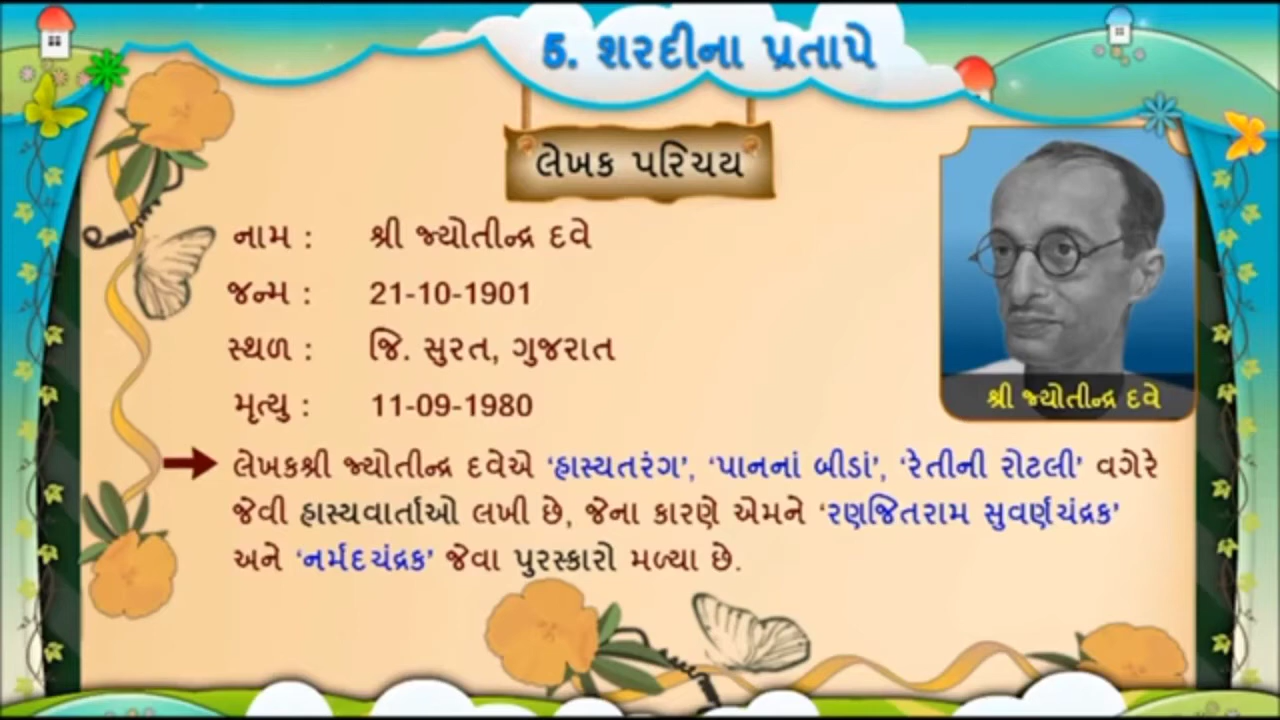 5. શરદીના પ્રતાપે
લેખક પરિચય
નામ : શ્રી જ્યોતીન્દ્ર દવે
જન્મ : 21-10-1901
સ્થળ : જિ. સુરત, ગુજરાત
મૃત્યુ : 11-09-1980
શ્રી જ્યોતીન્દ્ર દવે
લેખકશ્રી જ્યોતીન્દ્ર દવેએ ‘હાસ્યતરંગ’, ‘પાનનાં બીડાં’, ‘રેતીની રોટલી’ વગેરે
જેવી હાસ્યવાર્તાઓ લખી છે, જેના કારણે એમને ‘રણજિતરામ સુવર્ણચંદ્રક’
અને ‘નર્મદચંદ્રક’ જેવા પુરસ્કારો મળ્યા છે.